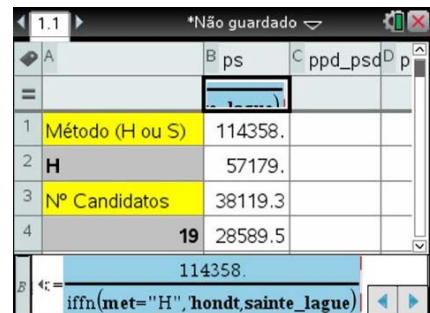 1.1 *Não guardado
A B ps C ppd_psd D p
=
1 Método (H ou S) 114358.
2 H 57179.
3 Nº Candidatos 38119.3
4 19 28589.5
114358.
B :=
iffn(met="H",'hondt,sainte_lague)